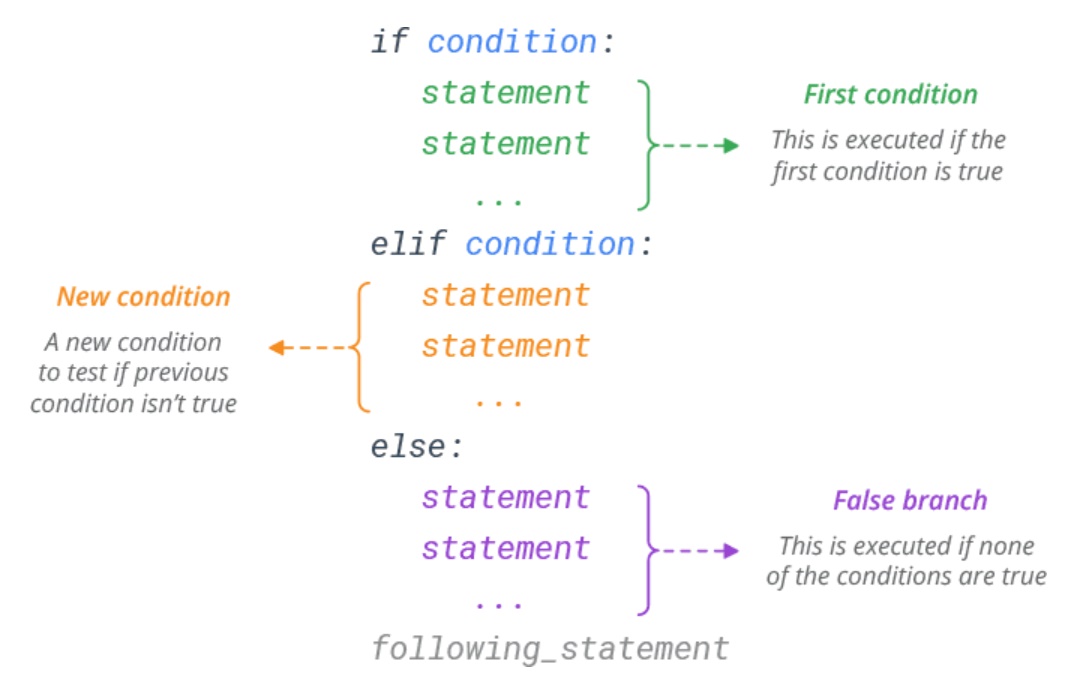 if condition:
statement
statement
...
First condition
This is executed if the
first condition is true
elif condition:
statement
statement
...
New condition
A new condition
to test if previous
condition isn't true
else:
statement
statement
...
False branch
This is executed if none
of the conditions are true
following_statement